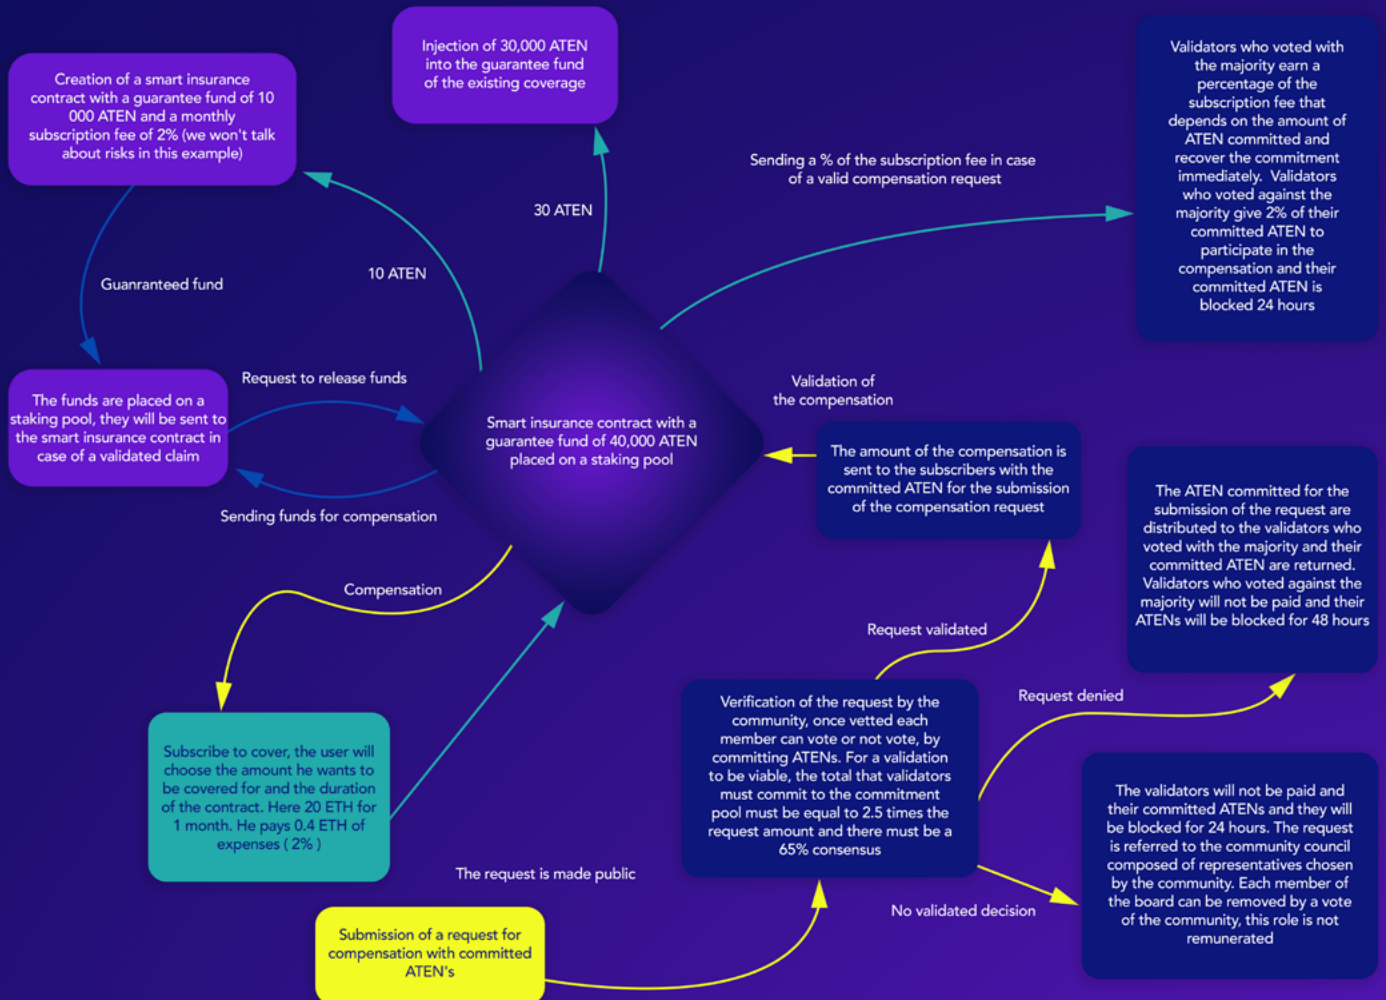 Injection of 30,000 ATEN
into the guarantee fund
of the existing coverage
Creation of a smart insurance
contract with a guarantee fund of 10
000 ATEN and a monthly
subscription fee of 2% (we won't talk
about risks in this example)
Validators who voted with
the majority earn a
percentage of the
subscription fee that
depends on the amount of
ATEN committed and
recover the commitment
immediately. Validators
who voted against the
majority give 2% of their
committed ATEN to
participate in the
compensation and their
committed ATEN is
blocked 24 hours
Sending a % of the subscription fee in case
of a valid compensation request
30 ATEN
10 ATEN
Guanranteed fund
Request to release funds
The funds are placed on a
staking pool, they will be sent to
the smart insurance contract in
case of a validated claim
Sending funds for compensation
Smart insurance contract with a
guarantee fund of 40,000 ATEN
placed on a staking pool
Validation of
the compensation
The amount of the compensation is
sent to the subscribers with the
committed ATEN for the submission
of the compensation request
The ATEN committed for the
submission of the request are
distributed to the validators who
voted with the majority and their
committed ATEN are returned.
Validators who voted against the
majority will not be paid and their
ATENs will be blocked for 48 hours
Compensation
Request validated
Request denied
Verification of the request by the
community, once vetted each
member can vote or not vote, by
committing ATENs. For a validation
to be viable, the total that validators
must commit to the commitment
pool must be equal to 2.5 times the
request amount and there must be a
65% consensus
Subscribe to cover, the user will
choose the amount he wants to
be covered for and the duration
of the contract. Here 20 ETH for
1 month. He pays 0.4 ETH of
expenses ( 2% )
The validators will not be paid and
their committed ATENs and they will
be blocked for 24 hours. The request
is referred to the community council
composed of representatives chosen
by the community. Each member of
the board can be removed by a vote
of the community, this role is not
remunerated
The request is made public
No validated decision
Submission of a request for
compensation with committed
ATEN's